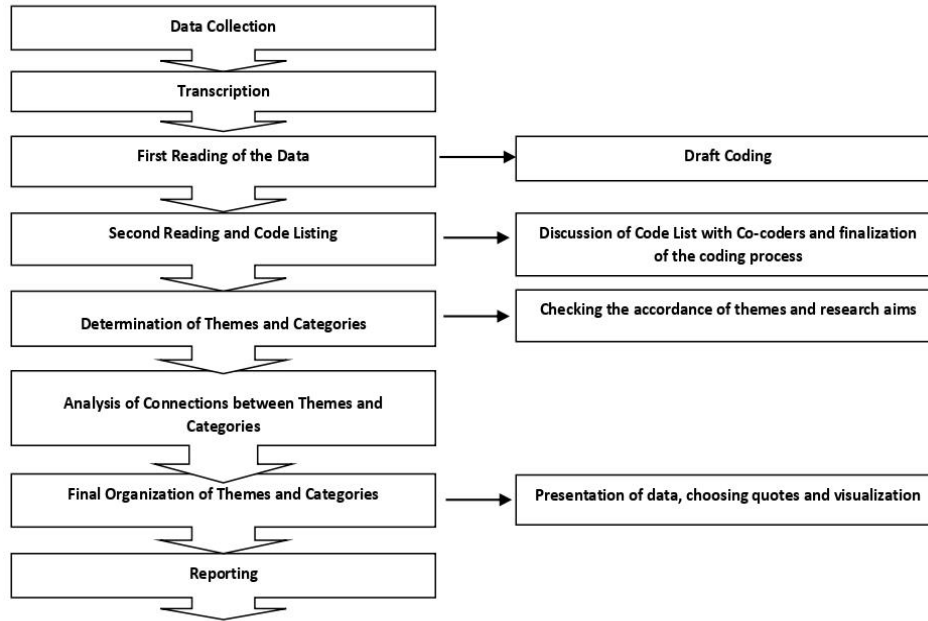 Data Collection
Transcription
First Reading of the Data
Draft Coding
Second Reading and Code Listing
Discussion of Code List with Co-coders and finalization
of the coding process
Determination of Themes and Categories
Checking the accordance of themes and research aims
Analysis of Connections between Themes and
Categories
Final Organization of Themes and Categories
Presentation of data, choosing quotes and visualization
Reporting